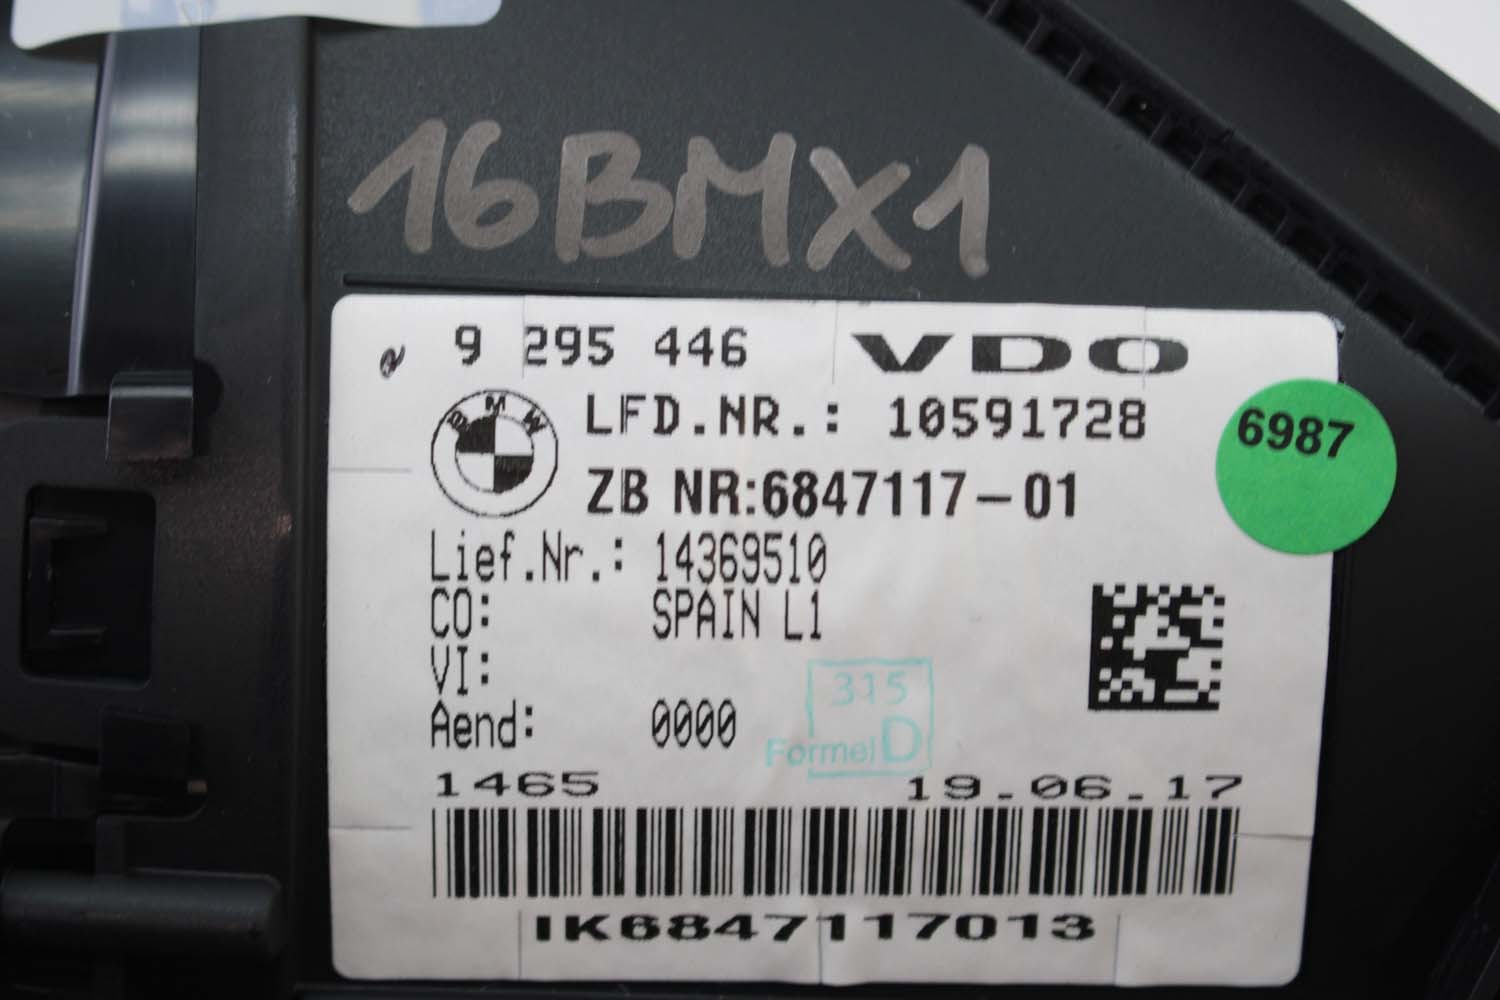 16BMX1
9 295 446 VDO
BMW
LFD.NR.: 10591728
6987
ZB NR:6847117-01
Lief.Nr.: 14369510
CO: SPAIN L1
VI:
315
Aend: 0000
Formel D
1465 19.06.17
IK6847117013